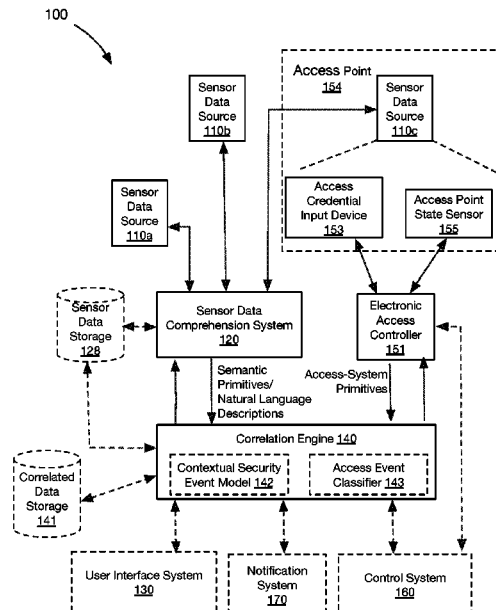 100
Access Point
154
Sensor
Data
Source
110c
Sensor
Data
Source
110b
Sensor
Data
Source
110a
Access
Credential
Input Device
153
Access Point
State Sensor
155
Sensor
Data
Storage
128
Sensor Data
Comprehension System
120
Electronic
Access
Controller
151
Semantic
Primitives/
Natural Language
Descriptions
Access-System
Primitives
Correlation Engine 140
Contextual Security
Event Model 142
Access Event
Classifier 143
Correlated
Data
Storage
141
User Interface System
130
Notification
System
170
Control System
160